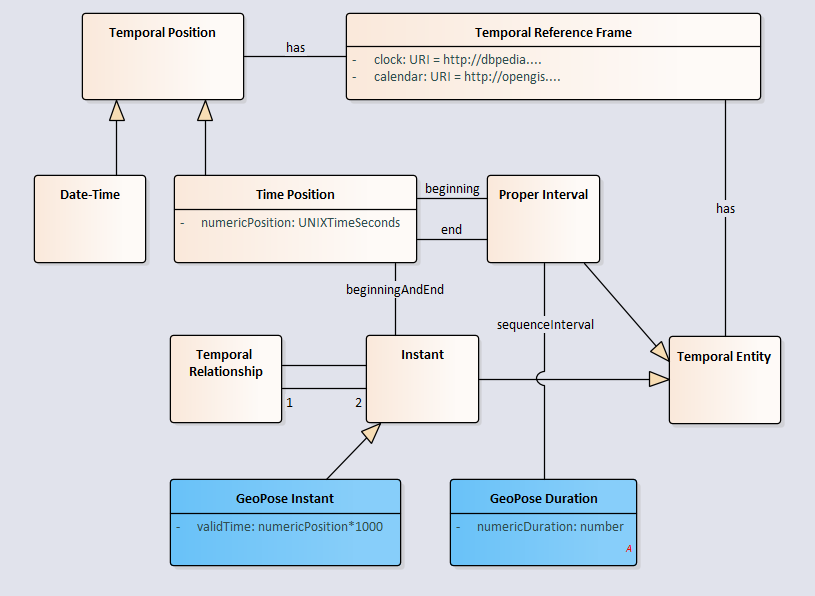 Temporal Position
has
Temporal Reference Frame
- clock: URI = http://dbpedia....
- calendar: URI = http://opengis....
Date-Time
Time Position
- numericPosition: UNIXTimeSeconds
beginning
end
Proper Interval
has
beginningAndEnd
sequenceInterval
Temporal
Relationship
Instant
Temporal Entity
1
2
GeoPose Instant
- validTime: numericPosition*1000
GeoPose Duration
- numericDuration: number
A